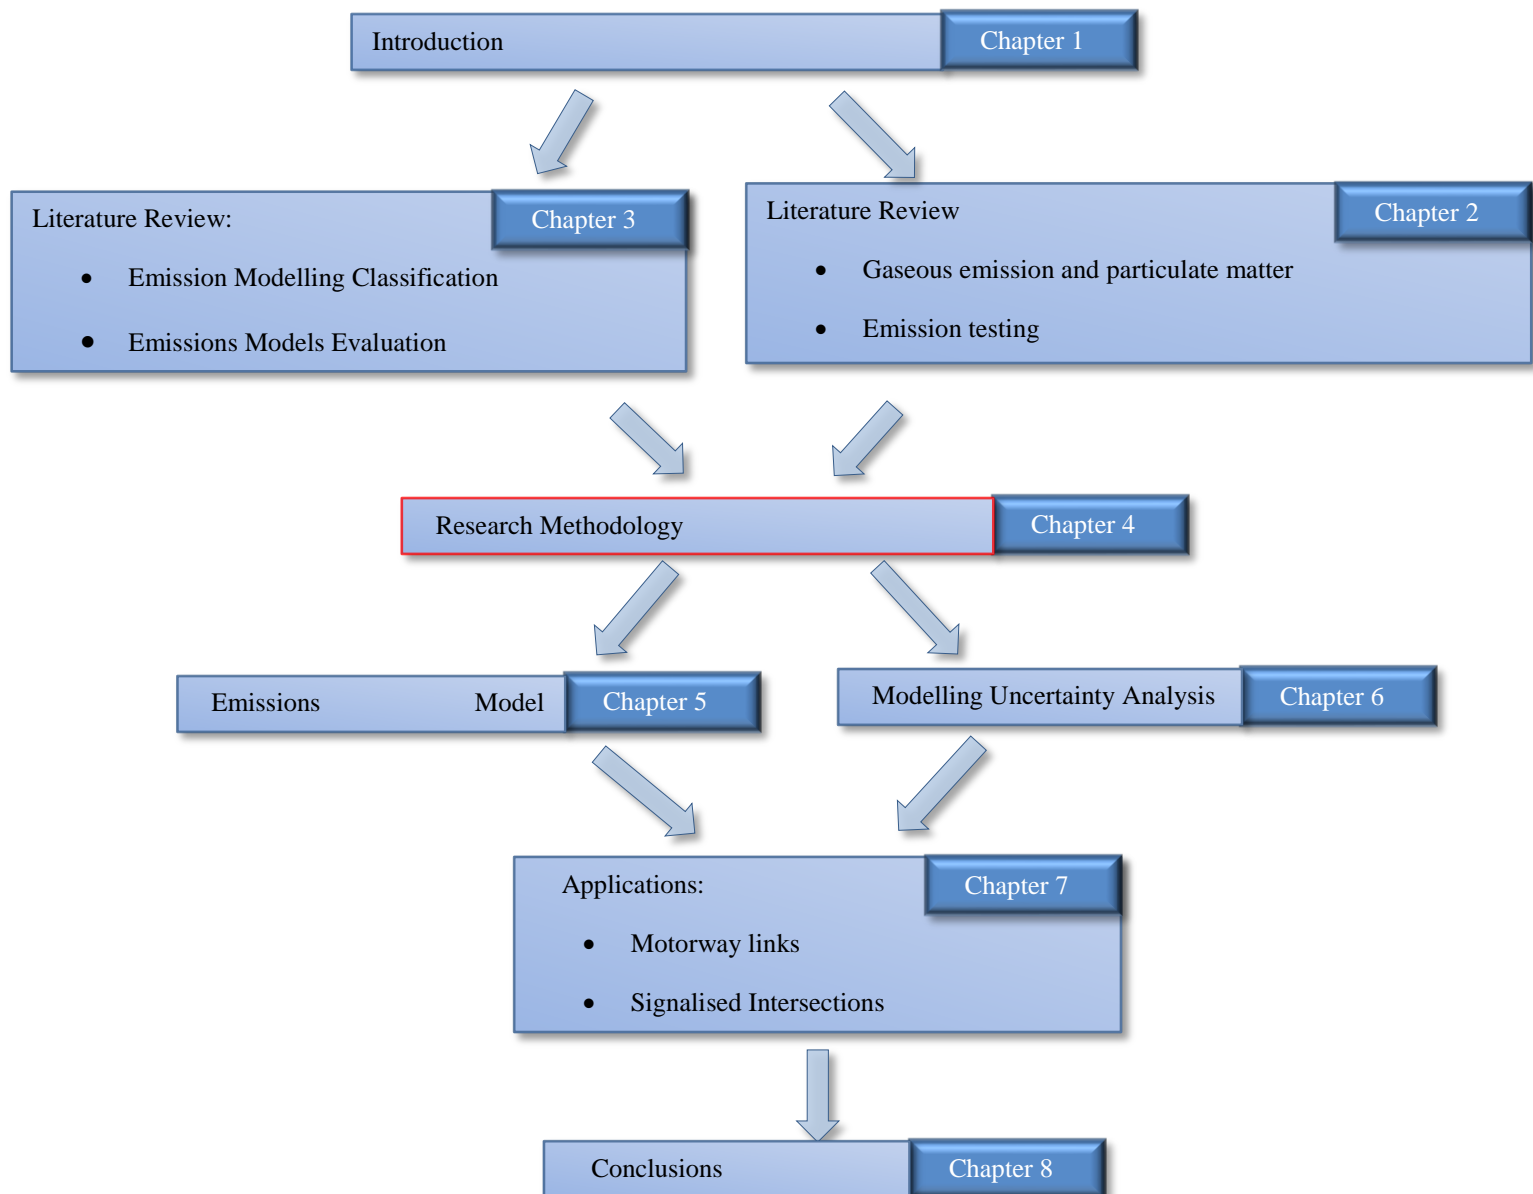 Introduction
Chapter 1
Literature Review:
Chapter 3
• Emission Modelling Classification
• Emissions Models Evaluation
Literature Review
Chapter 2
• Gaseous emission and particulate matter
• Emission testing
Research Methodology
Chapter 4
Emissions Model
Chapter 5
Modelling Uncertainty Analysis
Chapter 6
Applications:
Chapter 7
• Motorway links
• Signalised Intersections
Conclusions
Chapter 8